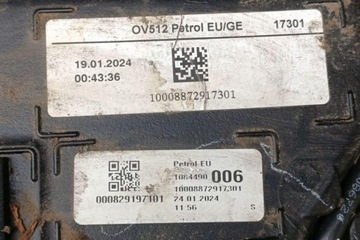 OV512 Petrol EU/GE 17301
19.01.2024
00:43:36
10008872917301
Petrol EU
1064490 006
10008872917301
000829197101 24.01.2024
11:56 S